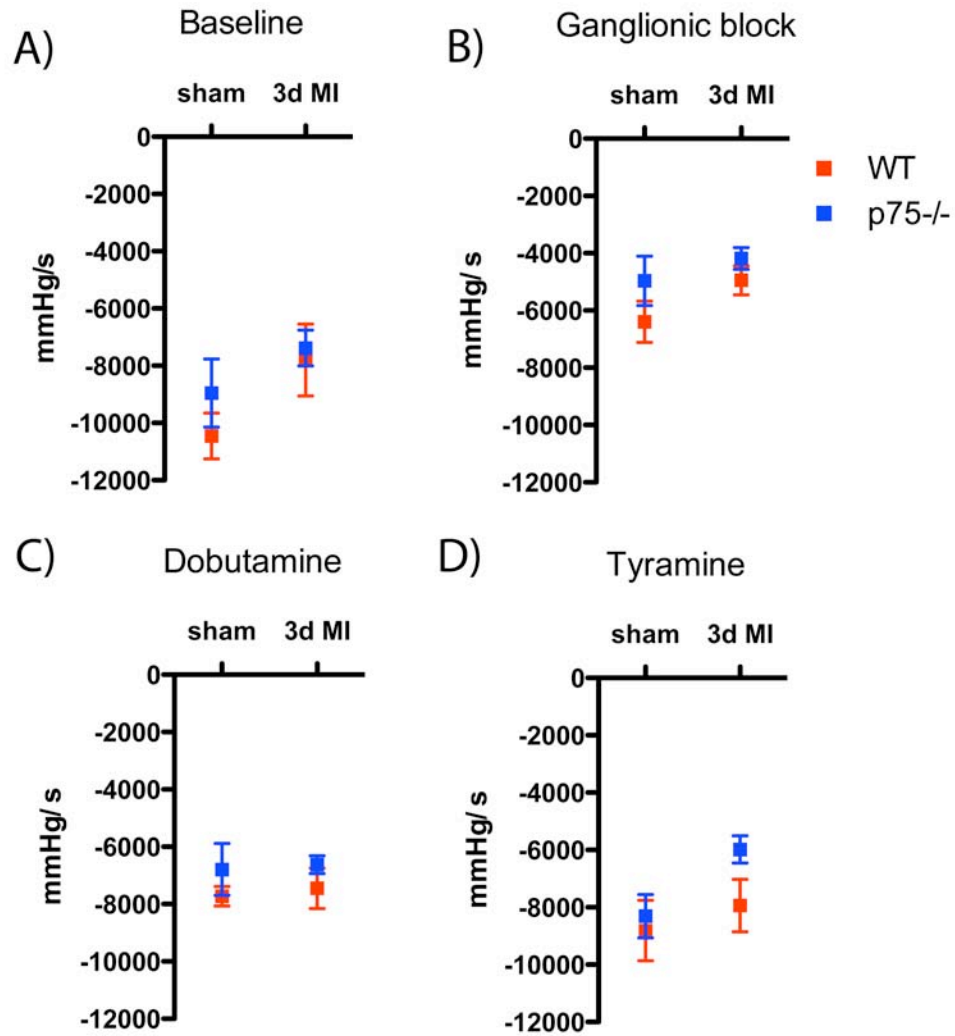 A)
Baseline
sham 3d MI
0
-2000
-4000
-6000
-8000
-10000
-12000
mmHg/s
B)
Ganglionic block
sham 3d MI
0
-2000
-4000
-6000
-8000
-10000
-12000
mmHg/ s
WT
p75-/-
C)
Dobutamine
sham 3d MI
0
-2000
-4000
-6000
-8000
-10000
-12000
mmHg/ s
D)
Tyramine
sham 3d MI
0
-2000
-4000
-6000
-8000
-10000
-12000
mmHg/ s